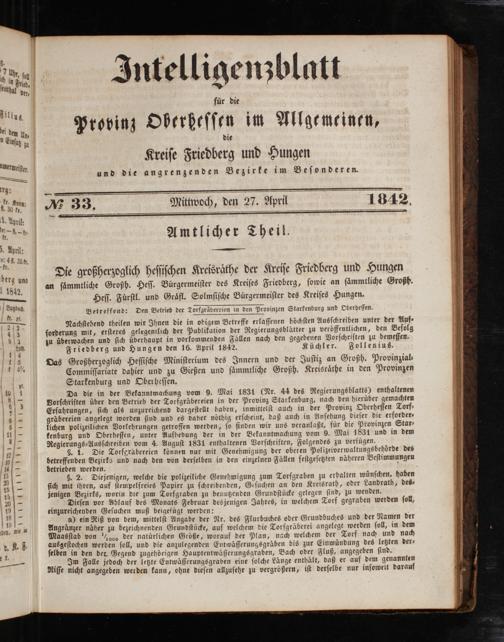 Intelligenzblatt
für die
Provinz Oberhessen im Allgemeinen,
die
Kreise Friedberg und Hungen
und die angrenzenden Bezirke im Besonderen.
№ 33. Mittwoch, den 27. April 1842.
Amtlicher Theil.
Die großherzoglich hessischen Kreisräthe der Kreise Friedberg und Hungen
an sämmtliche Großh. Hess. Bürgermeister des Kreises Friedberg, sowie an sämmtliche Großh.
Hess. Fürstl. und Gräfl. Solmsische Bürgermeister des Kreises Hungen.
Betreffend: Den Betrieb der Torfgräbereien in den Provinzen Starkenburg und Oberhessen.
Nachstehend theilen wir Ihnen die in obigem Betreffe erlassenen höchsten Ausschreiben unter der Auf-
forderung mit, ersteres gelegentlich der Publication der Regierungsblätter zu veröffentlichen, den Befolg
zu überwachen und sich überhaupt in vorkommenden Fällen nach den gegebenen Vorschriften zu bemessen.
Friedberg und Hungen den 16. April 1842. Küchler. Follenius.
Das Großherzoglich Hessische Ministerium des Innern und der Justiz an Großh. Provinzial-
Commissariate dahier und zu Gießen und sämmtliche Großh. Kreisräthe in den Provinzen
Starkenburg und Oberhessen.
Da die in der Bekanntmachung vom 9. Mai 1831 (Nr. 44 des Regierungsblatts) enthaltenen
Vorschriften über den Betrieb der Torfgräbereien in der Provinz Starkenburg, nach den hierüber gemachten
Erfahrungen, sich als unzureichend dargestellt haben, inmittelst auch in der Provinz Oberhessen Torf-
gräbereien angelegt worden sind und es daher nöthig erscheint, daß auch in Ansehung dieser die erforder-
lichen polizeilichen Vorkehrungen getroffen werden, so finden wir uns veranlaßt, für die Provinzen Star-
kenburg und Oberhessen, unter Aufhebung der in der Bekanntmachung vom 9. Mai 1831 und in dem
Regierungs-Ausschreiben vom 4. August 1831 enthaltenen Vorschriften, Folgendes zu verfügen.
§. 1. Die Torfgräbereien können nur mit Genehmigung der oberen Polizeiverwaltungsbehörde des
betreffenden Bezirks und nach den von derselben in den einzelnen Fällen festgesetzten näheren Bestimmungen
betrieben werden.
§. 2. Diejenigen, welche die polizeiliche Genehmigung zum Torfgraben zu erhalten wünschen, haben
sich mit ihren, auf stempelfreies Papier zu schreibenden, Gesuchen an den Kreisrath, oder Landrath, des-
jenigen Bezirks, worin die zum Torfgraben zu benutzenden Grundstücke gelegen sind, zu wenden.
Diesen vor Ablauf des Monats Februar desjenigen Jahres, in welchem Torf gegraben werden soll,
einzureichenden Gesuchen muß beigefügt werden:
a) ein Riß von dem, mittelst Angabe der Nr. des Flurbuches oder Grundbuches und der Namen der
Angränzer näher zu bezeichnenden Grundstücke, auf welchem die Torfgräberei angelegt werden soll, in dem
Maasstab von 1/1000 der natürlichen Größe, worauf der Plan, nach welchem der Torf nach und nach
ausgestochen werden soll, und die anzulegenden Entwässerungsgräben bis zur Einmündung des letzten der-
selben in den der Gegend zugehörigen Hauptentwässerungsgraben, Bach oder Fluß, angegeben sind.
Im Falle jedoch der letzte Entwässerungsgraben eine solche Länge enthält, daß er auf dem genannten
Risse nicht angegeben werden kann, ohne diesen allzusehr zu vergrößern, ist derselbe insoweit darauf